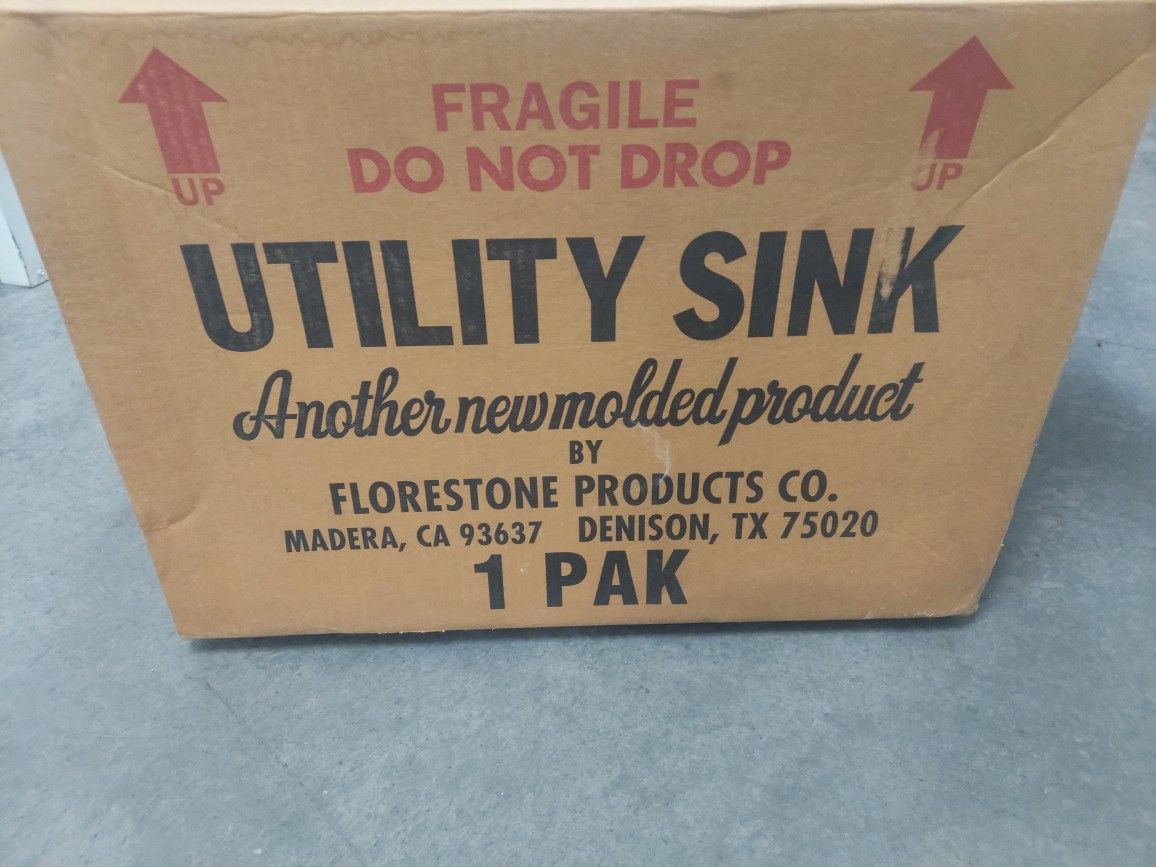 FRAGILE
DO NOT DROP
UP UP
UTILITY SINK
Another new molded product
BY
FLORESTONE PRODUCTS CO.
MADERA, CA 93637 DENISON, TX 75020
1 PAK